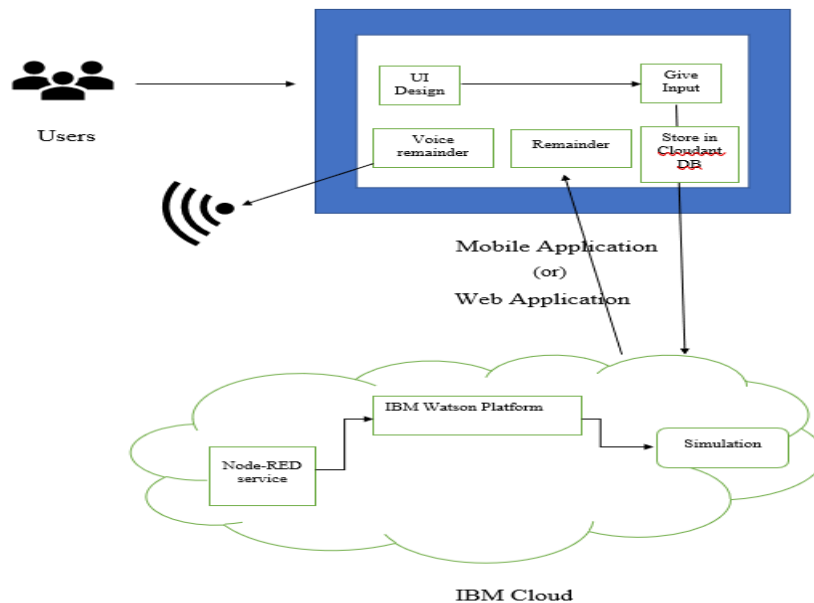 Users
UI
Design
Give
Input
Voice
remainder
Remainder
Store in
Cloudant
DB
Mobile Application
(or)
Web Application
IBM Watson Platform
Node-RED
service
Simulation
IBM Cloud